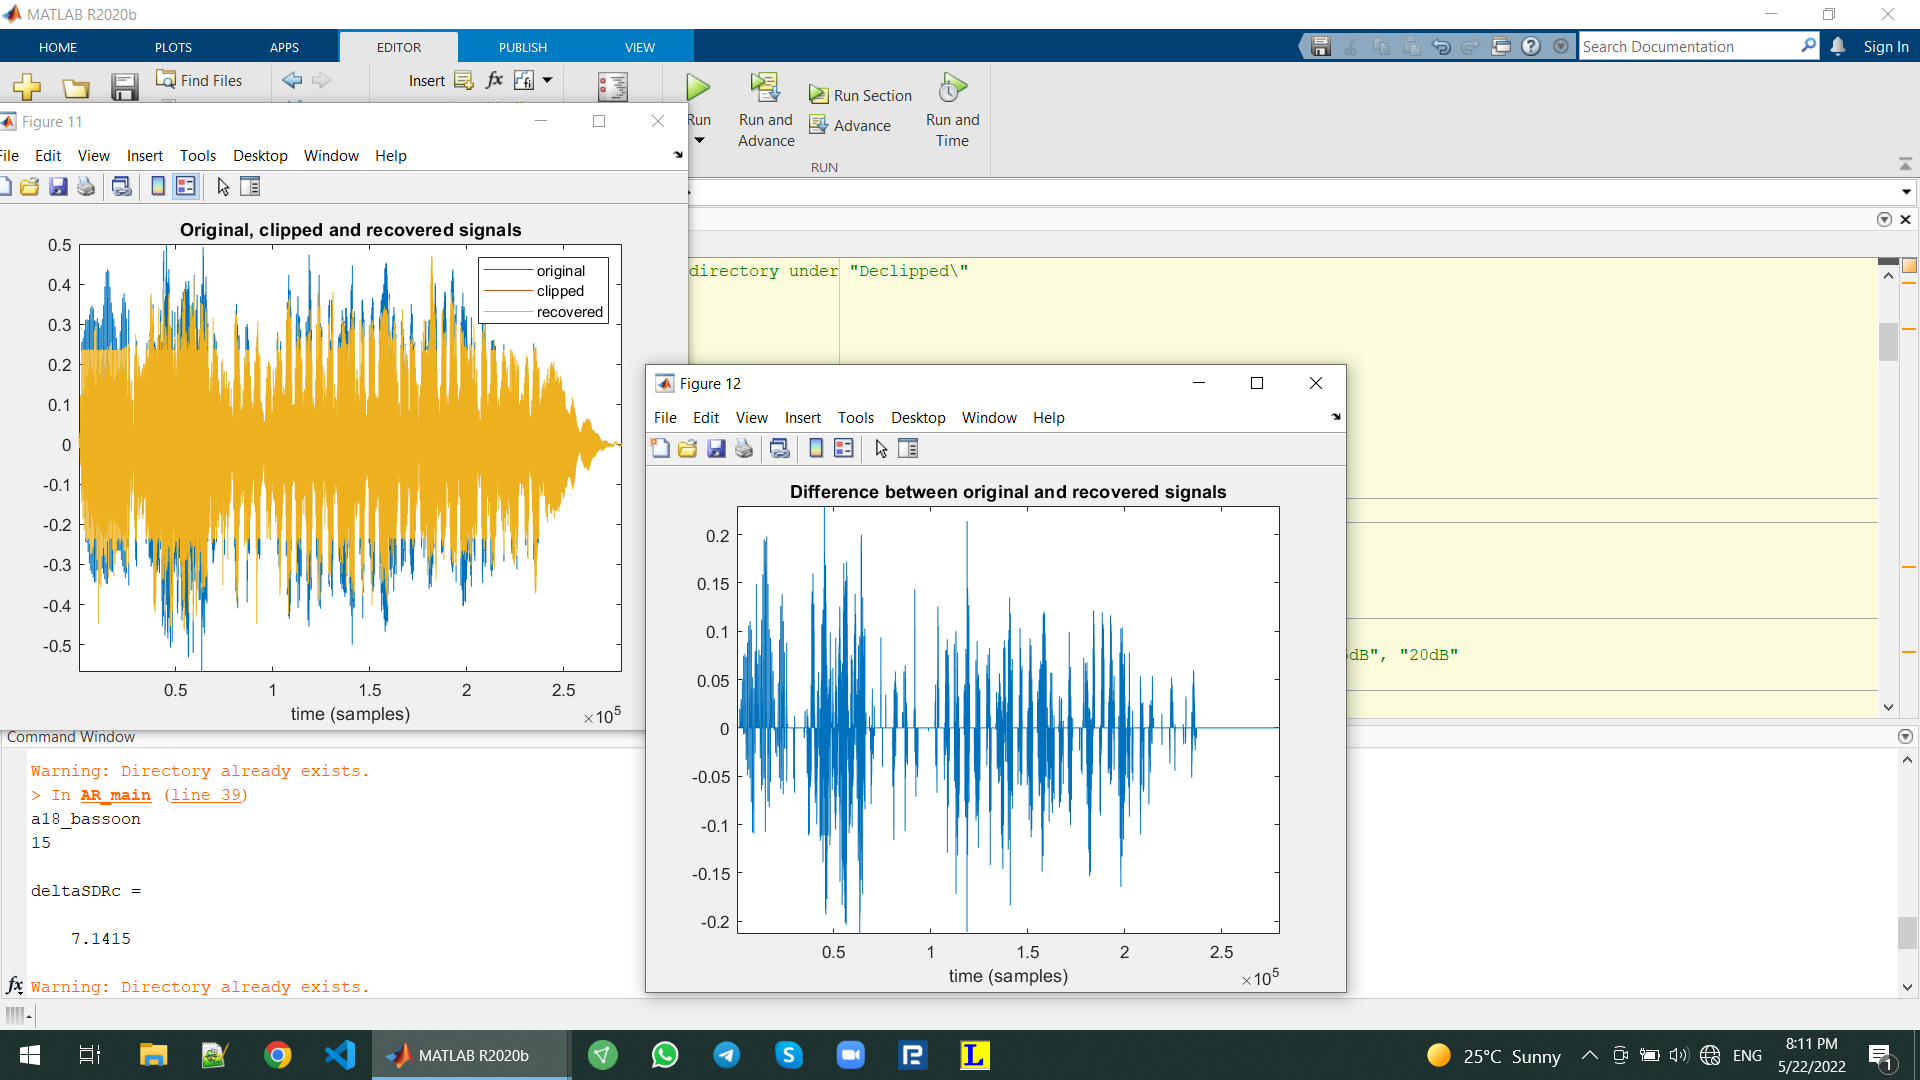 MATLAB R2020b
HOME PLOTS APPS EDITOR PUBLISH VIEW
Search Documentation Sign In
Find Files
Insert
fx
Run Section
Advance
Run and Advance
Run and Time
RUN
Figure 11
Edit View Insert Tools Desktop Window Help
Original, clipped and recovered signals
0.5
0.4
0.3
0.2
0.1
0
-0.1
-0.2
-0.3
-0.4
-0.5
original
clipped
recovered
0.5 1 1.5 2 2.5
time (samples)
×10^5
directory under "Declipped\"
dB", "20dB"
Figure 12
File Edit View Insert Tools Desktop Window Help
Difference between original and recovered signals
0.2
0.15
0.1
0.05
0
-0.05
-0.1
-0.15
-0.2
0.5 1 1.5 2 2.5
time (samples)
×10^5
Command Window
Warning: Directory already exists.
> In AR_main (line 39)
a18_bassoon
15
deltaSDRc =
7.1415
fx Warning: Directory already exists.
MATLAB R2020b
25°C Sunny
ENG
8:11 PM
5/22/2022
1